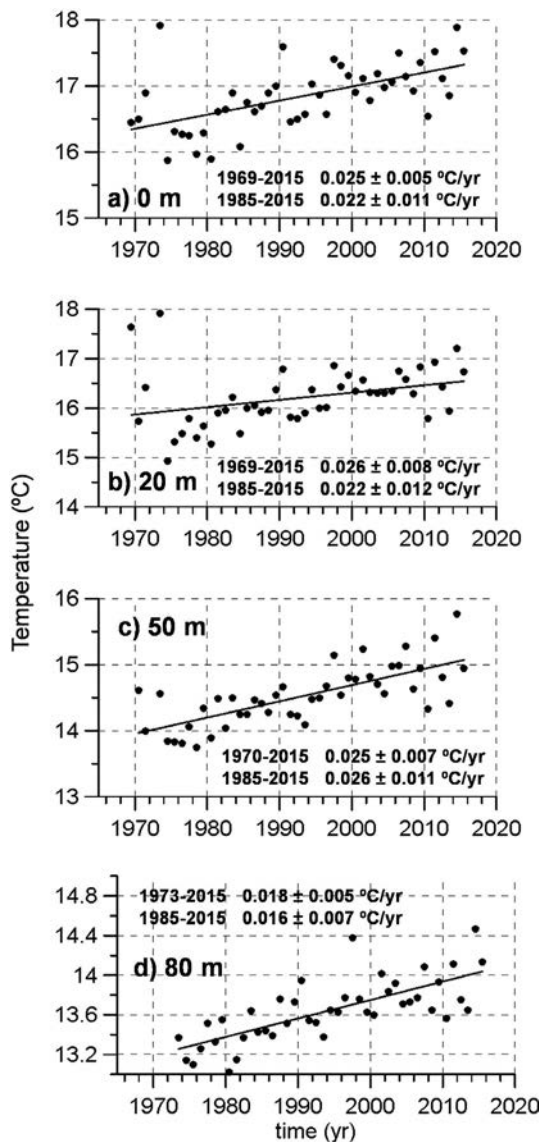 18
17
16
15
1969-2015 0.025 ± 0.005 ºC/yr
a) 0 m 1985-2015 0.022 ± 0.011 ºC/yr
1970 1980 1990 2000 2010 2020
18
17
16
15
14
1969-2015 0.026 ± 0.008 ºC/yr
b) 20 m 1985-2015 0.022 ± 0.012 ºC/yr
1970 1980 1990 2000 2010 2020
Temperature (ºC)
16
15
14
13
c) 50 m
1970-2015 0.025 ± 0.007 ºC/yr
1985-2015 0.026 ± 0.011 ºC/yr
1970 1980 1990 2000 2010 2020
14.8
14.4
14
13.6
13.2
1973-2015 0.018 ± 0.005 ºC/yr
1985-2015 0.016 ± 0.007 ºC/yr
d) 80 m
1970 1980 1990 2000 2010 2020
time (yr)